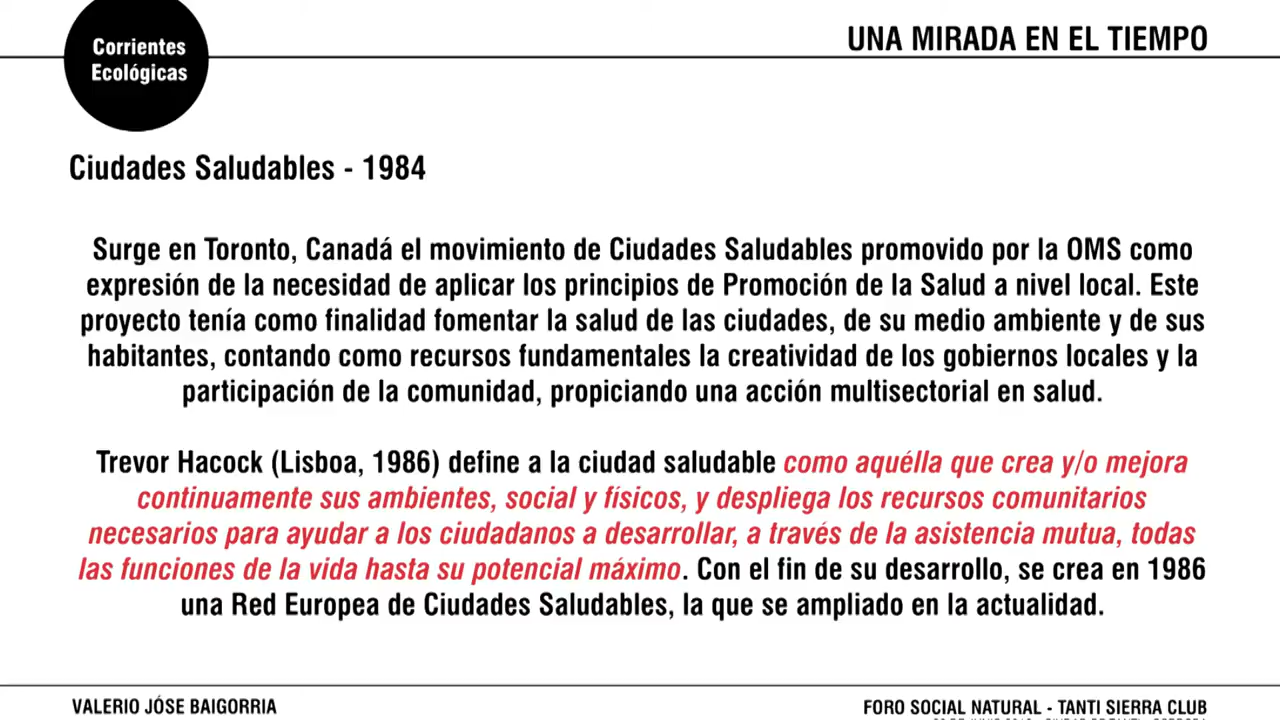 Corrientes
Ecológicas
UNA MIRADA EN EL TIEMPO
Ciudades Saludables - 1984
Surge en Toronto, Canadá el movimiento de Ciudades Saludables promovido por la OMS como
expresión de la necesidad de aplicar los principios de Promoción de la Salud a nivel local. Este
proyecto tenía como finalidad fomentar la salud de las ciudades, de su medio ambiente y de sus
habitantes, contando como recursos fundamentales la creatividad de los gobiernos locales y la
participación de la comunidad, propiciando una acción multisectorial en salud.
Trevor Hacock (Lisboa, 1986) define a la ciudad saludable como aquélla que crea y/o mejora
continuamente sus ambientes, social y físicos, y despliega los recursos comunitarios
necesarios para ayudar a los ciudadanos a desarrollar, a través de la asistencia mutua, todas
las funciones de la vida hasta su potencial máximo. Con el fin de su desarrollo, se crea en 1986
una Red Europea de Ciudades Saludables, la que se ampliado en la actualidad.
VALERIO JÓSE BAIGORRIA
FORO SOCIAL NATURAL - TANTI SIERRA CLUB